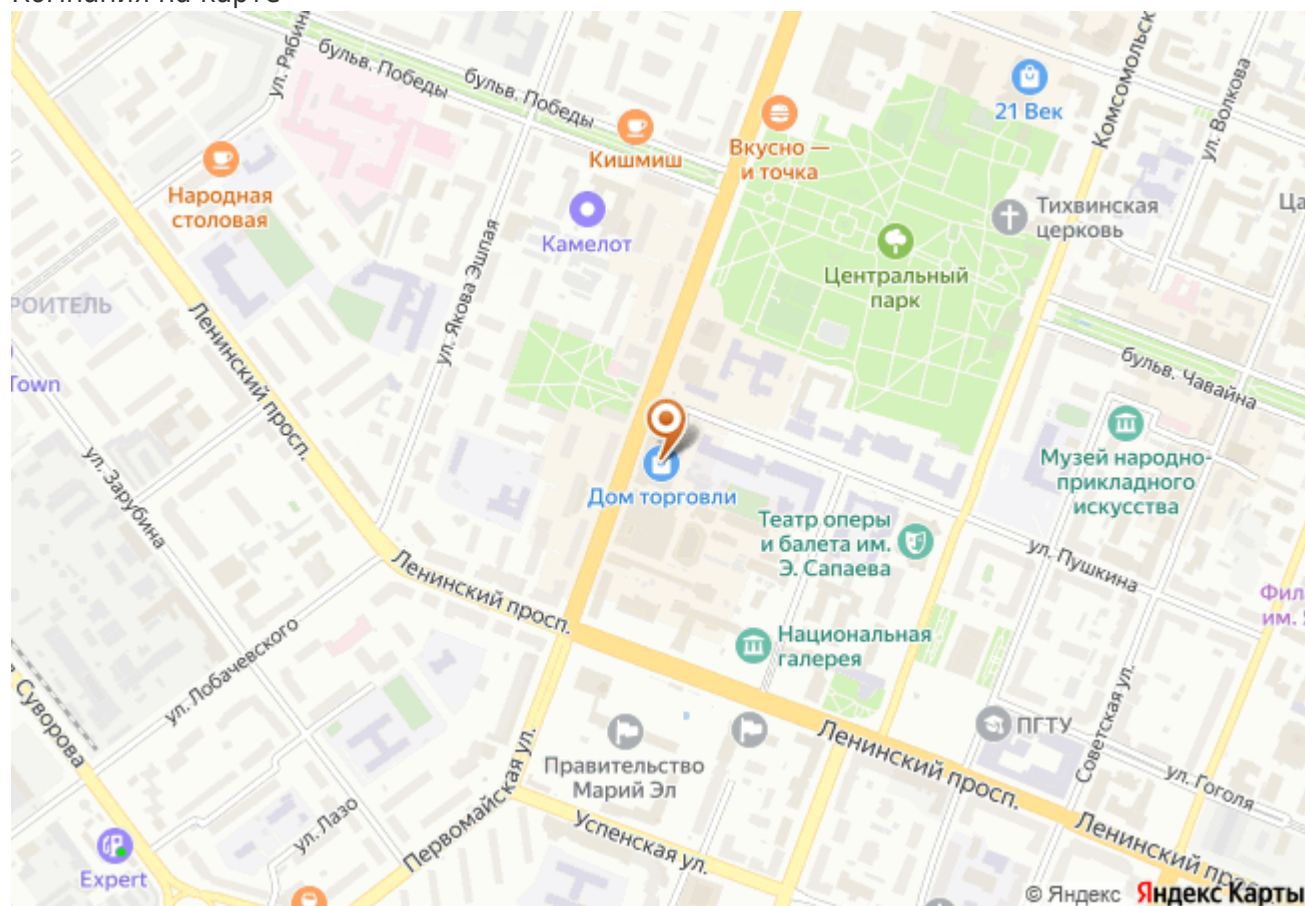 ул. Рябин
бульв. Победы
бульв. Победы
21 Век
Комсомольск
ул. Волкова
Кишмиш
Вкусно —
и точка
Народная
столовая
Камелот
Тихвинская
церковь
Центральный
парк
РОИТЕЛЬ
ул. Якова Эшпая
Ленинский просп.
Town
бульв. Чавайна
ул. Зарубина
Дом торговли
Музей народно-
прикладного
искусства
Театр оперы
и балета им.
Э. Сапаева
ул. Пушкина
Ленинский просп.
Национальная
галерея
ул. Лобачевского
Суворова
Правительство
Марий Эл
Ленинский просп.
ПГТУ
Советская ул.
ул. Гоголя
Первомайская ул.
ул. Лазо
Успенская ул.
Ленинский просп.
Expert
© Яндекс Яндекс Карты